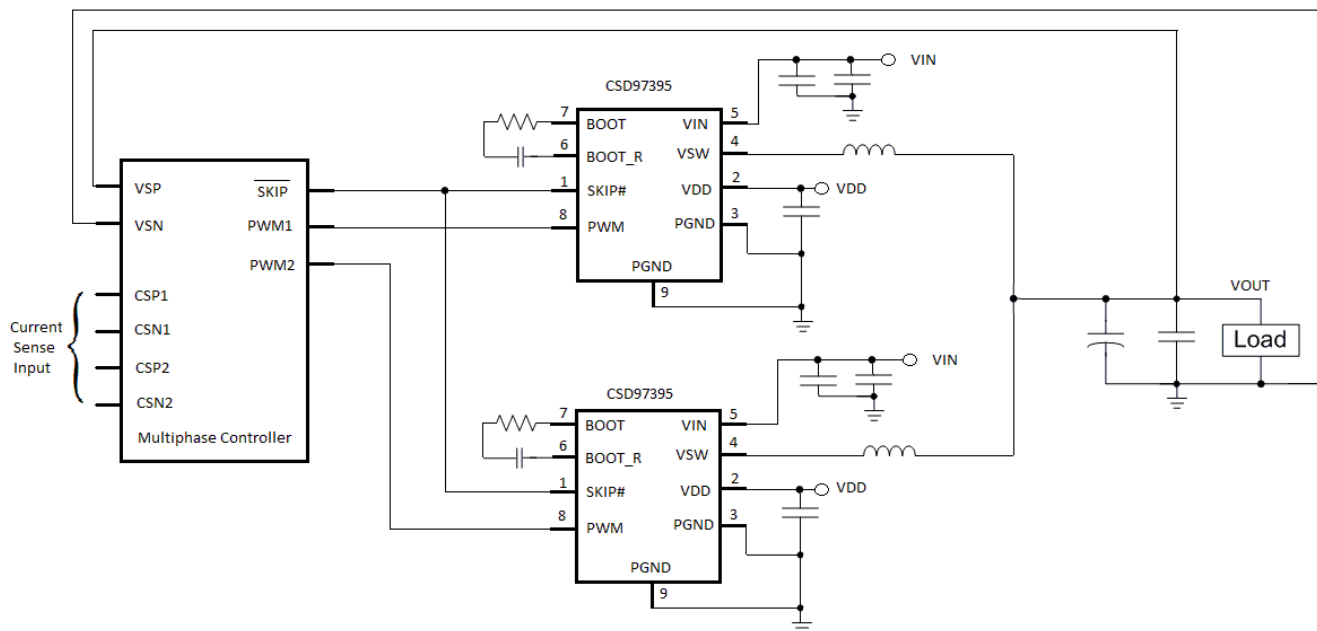 VIN
CSD97395
7
BOOT
VIN
5
6
BOOT_R
VSW
4
VSP
SKIP
1
SKIP#
VDD
2
VDD
VSN
PWM1
8
PWM
PGND
3
PWM2
PGND
9
CSP1
VOUT
Current
Sense
Input
CSN1
Load
CSP2
CSN2
Multiphase Controller
VIN
CSD97395
7
BOOT
VIN
5
6
BOOT_R
VSW
4
1
SKIP#
VDD
2
VDD
8
PWM
PGND
3
PGND
9